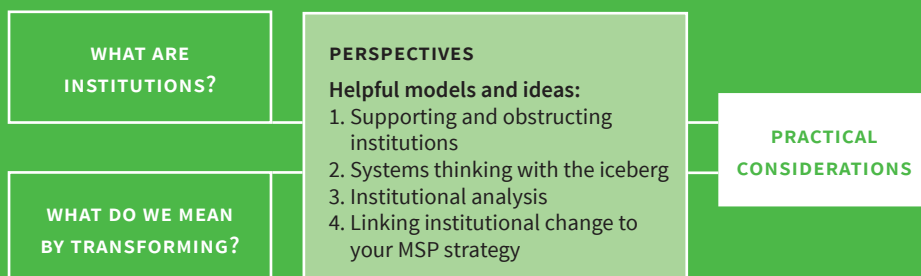 WHAT ARE
INSTITUTIONS?
WHAT DO WE MEAN
BY TRANSFORMING?
PERSPECTIVES
Helpful models and ideas:
1. Supporting and obstructing
institutions
2. Systems thinking with the iceberg
3. Institutional analysis
4. Linking institutional change to
your MSP strategy
PRACTICAL
CONSIDERATIONS